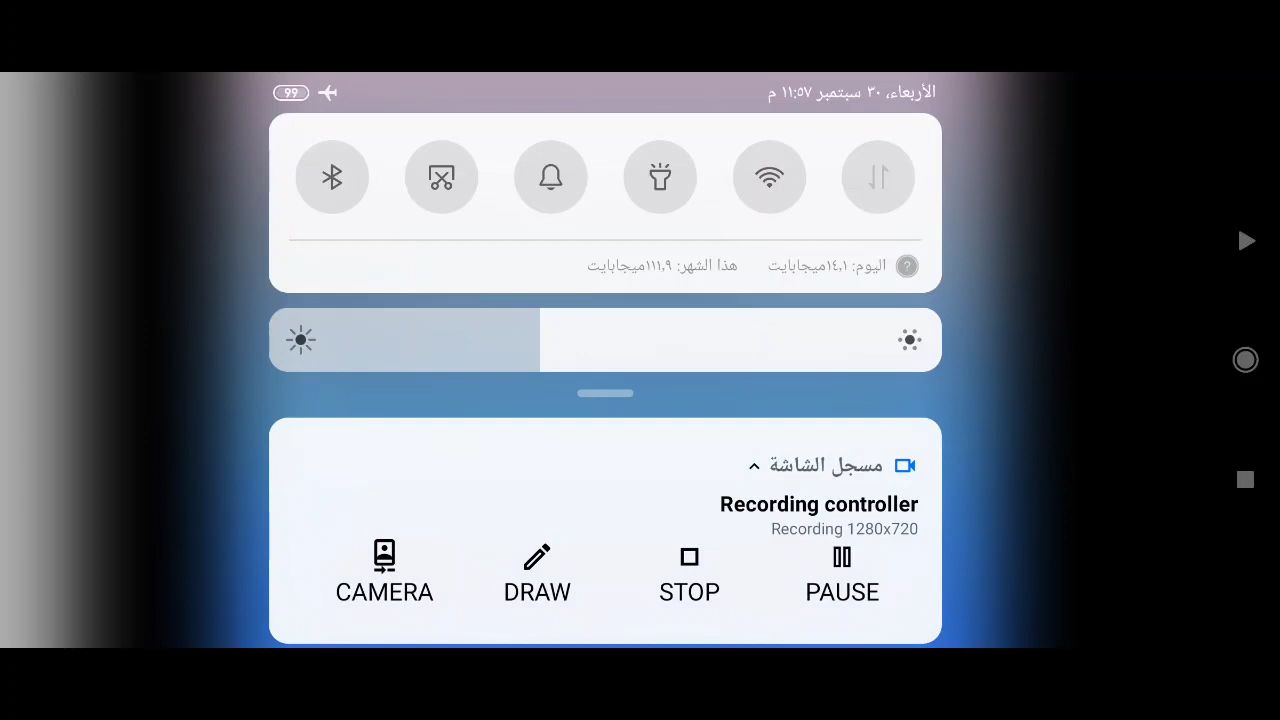 الأربعاء، ٣٠ سبتمبر ١١:٥٧ م
99
اليوم: ١٤٫١ميجابايت هذا الشهر: ١١١٫٩ميجابايت
مسجل الشاشة
Recording controller
Recording 1280x720
CAMERA DRAW STOP PAUSE